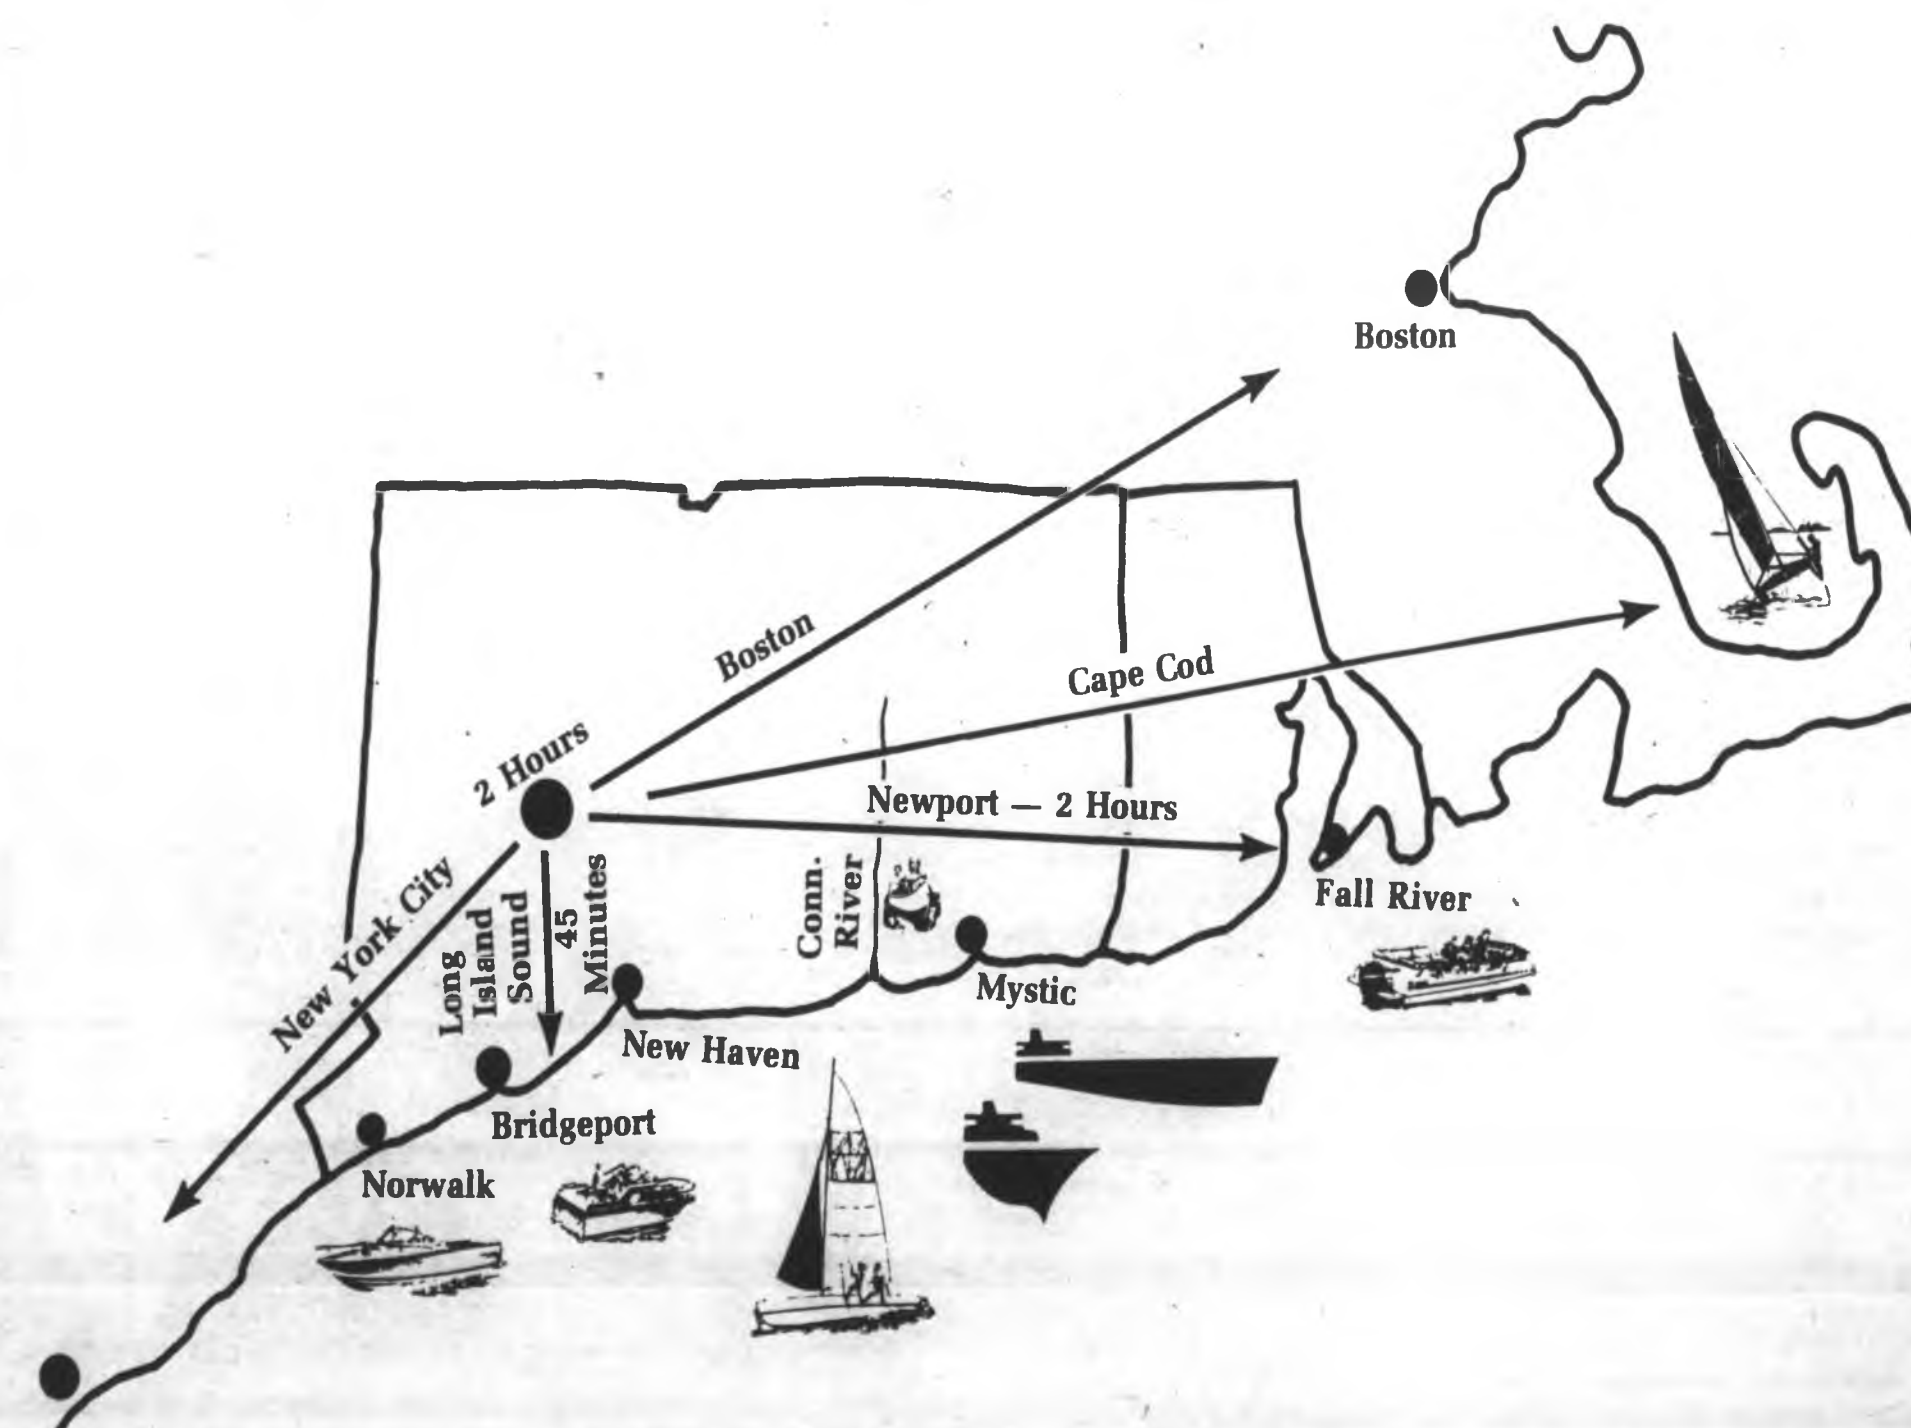 Boston
Boston
Cape Cod
2 Hours
Newport — 2 Hours
New York City
Long
Island
Sound
45
Minutes
Conn.
River
Fall River
Mystic
New Haven
Bridgeport
Norwalk